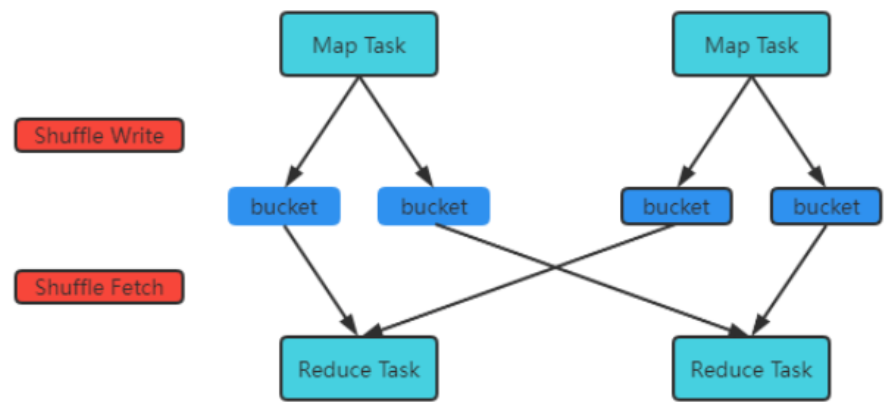 Map Task
Map Task
Shuffle Write
bucket
bucket
bucket
bucket
Shuffle Fetch
Reduce Task
Reduce Task